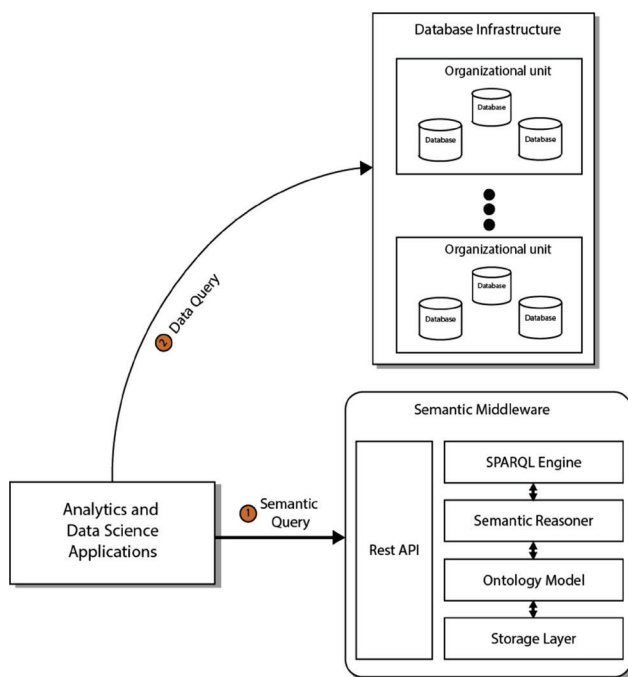 Database Infrastructure
Organizational unit
Database
Database
Database
Organizational unit
Database
Database
Database
2 Data Query
Semantic Middleware
Rest API
SPARQL Engine
Semantic Reasoner
Ontology Model
Storage Layer
Analytics and
Data Science
Applications
1 Semantic
Query